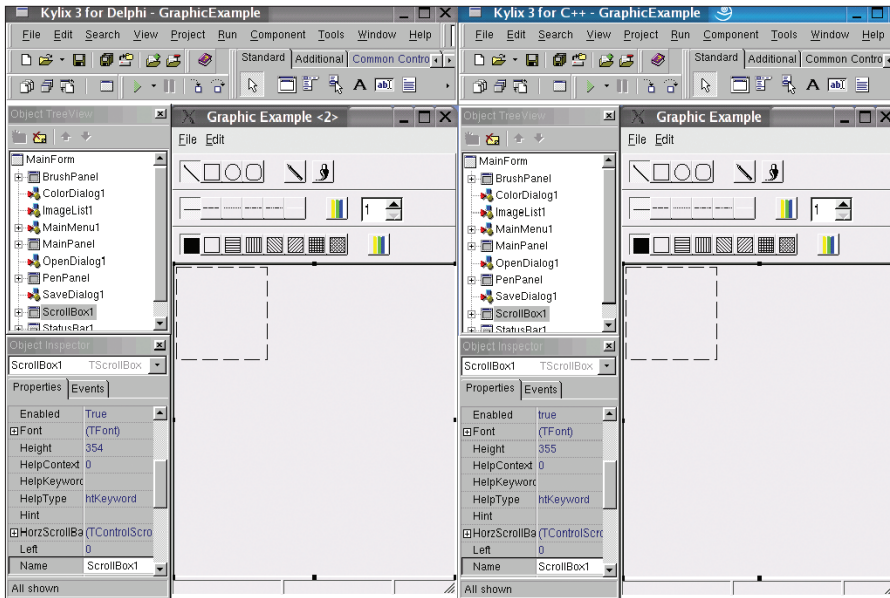 Kylix 3 for Delphi - GraphicExample
File Edit Search View Project Run Component Tools Window Help
Standard Additional Common Contro
A ab
Object TreeView
MainForm
BrushPanel
ColorDialog1
ImageList1
MainMenu1
MainPanel
OpenDialog1
PenPanel
SaveDialog1
ScrollBox1
StatusBar1
Object Inspector
ScrollBox1 TScrollBox
Properties Events
Enabled True
Font (TFont)
Height 354
HelpContext 0
HelpKeyword
HelpType htKeyword
Hint
HorzScrollBa (TControlScro
Left 0
Name ScrollBox1
All shown
Graphic Example <2>
File Edit
1
Kylix 3 for C++ - GraphicExample
File Edit Search View Project Run Component Tools Window Help
Standard Additional Common Contro
A ab
Object TreeView
MainForm
BrushPanel
ColorDialog1
ImageList1
MainMenu1
MainPanel
OpenDialog1
PenPanel
SaveDialog1
ScrollBox1
StatusBar1
Object Inspector
ScrollBox1 TScrollBox
Properties Events
Enabled true
Font (TFont)
Height 355
HelpContext 0
HelpKeyword
HelpType htKeyword
Hint
HorzScrollBa (TControlScro
Left 0
Name ScrollBox1
All shown
Graphic Example
File Edit
1